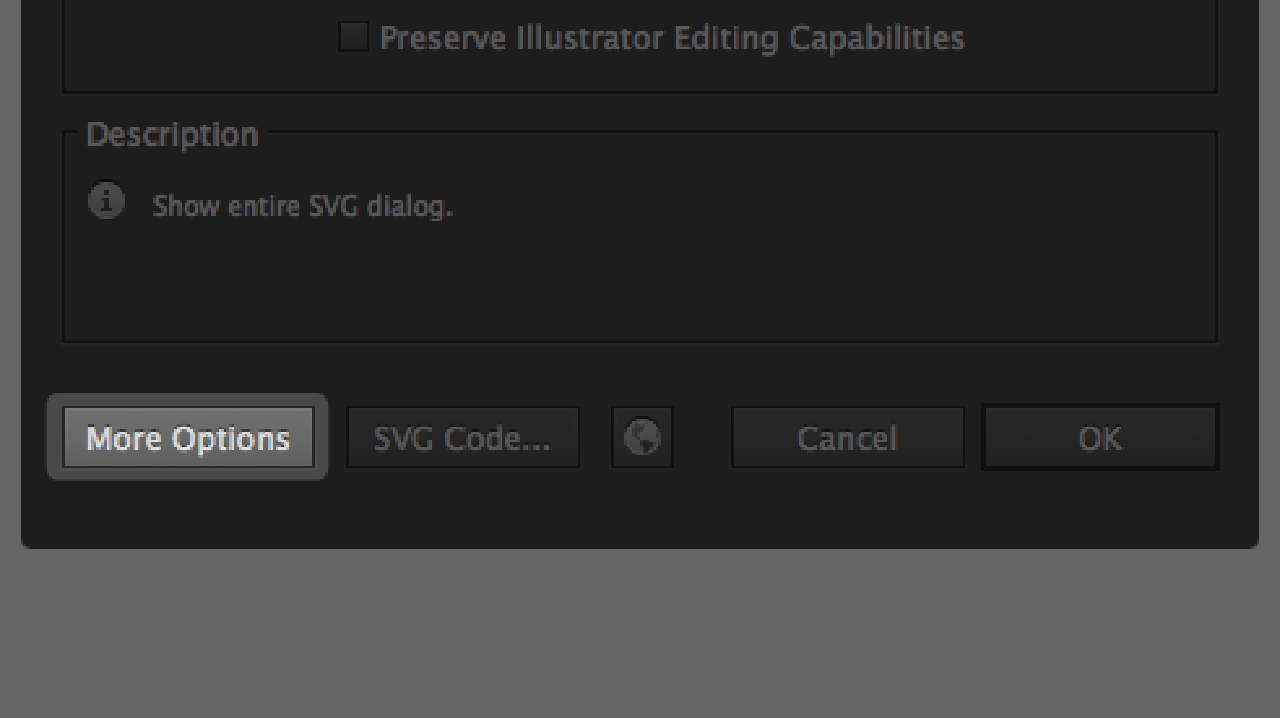 Preserve Illustrator Editing Capabilities
Description
Show entire SVG dialog.
More Options SVG Code... Cancel OK